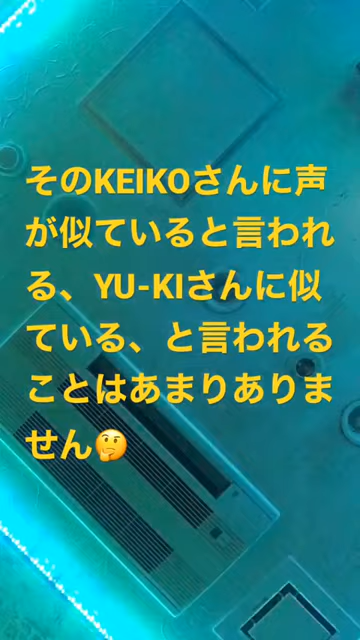 そのKEIKOさんに声
が似ていると言われ
る、YU-KIさんに似
ている、と言われる
ことはあまりありま
せん🤔